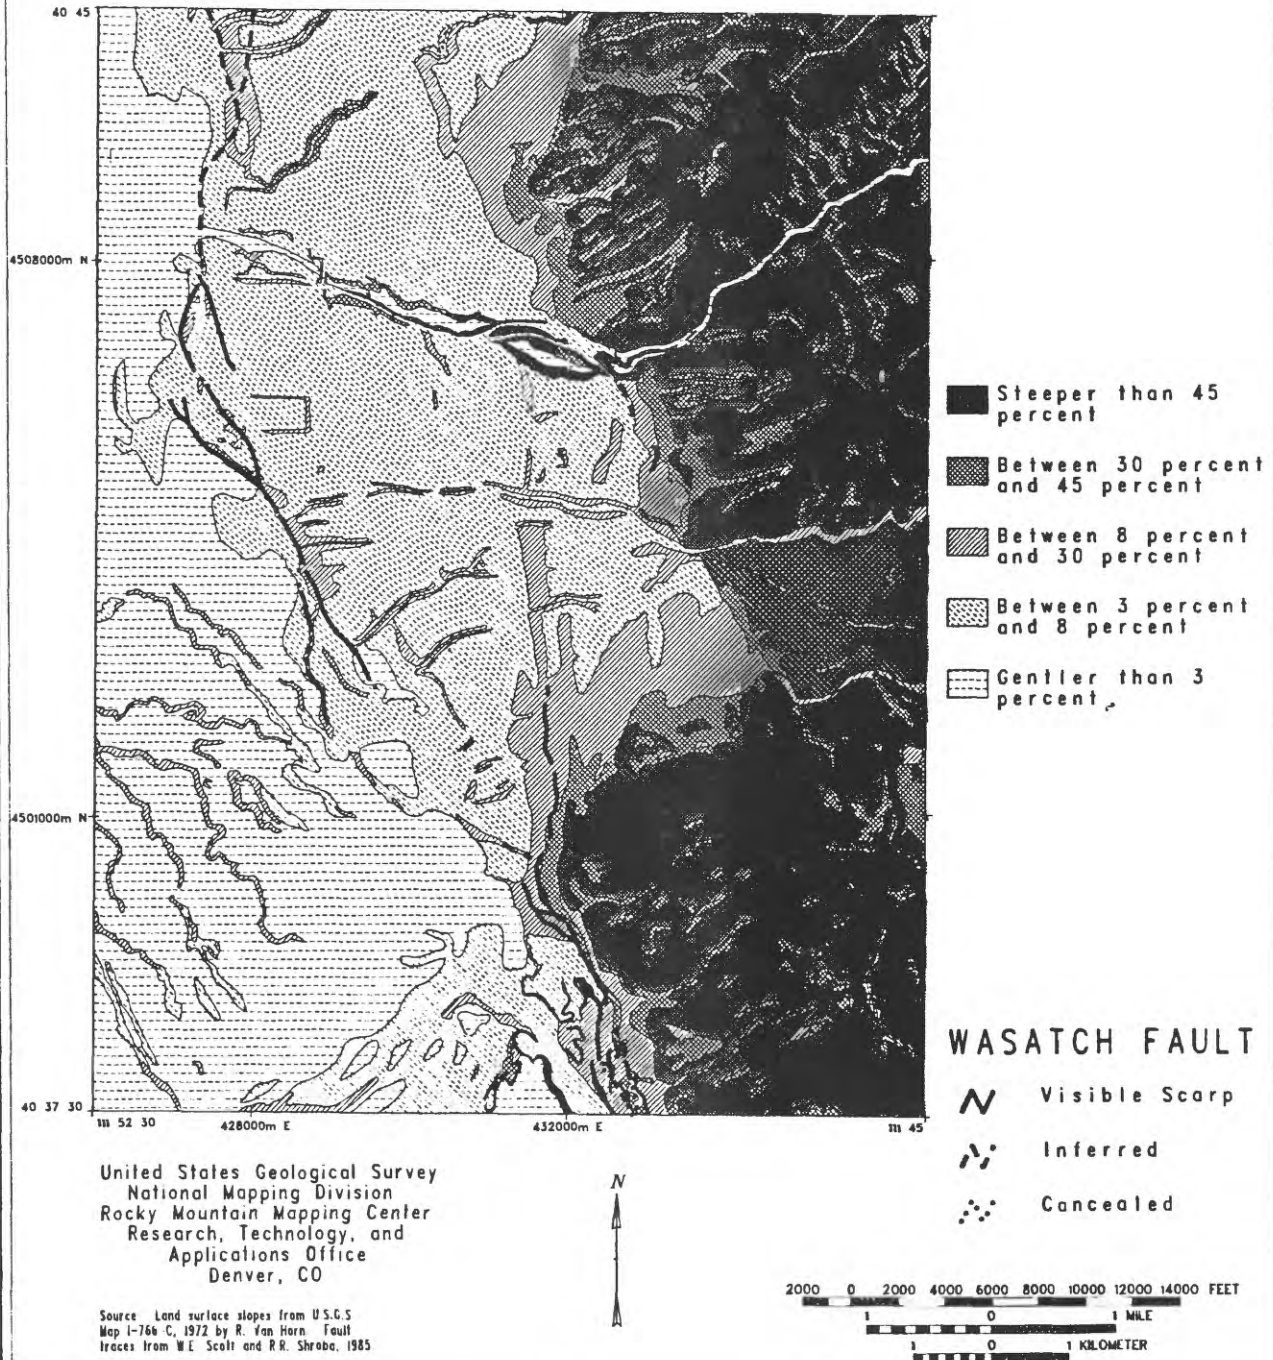 40 45
4508000m N
4501000m N
40 37 30
111 52 30
428000m E
432000m E
111 45
Steeper than 45
percent
Between 30 percent
and 45 percent
Between 8 percent
and 30 percent
Between 3 percent
and 8 percent
Gentler than 3
percent
WASATCH FAULT
Visible Scarp
Inferred
Cancealed
United States Geological Survey
National Mapping Division
Rocky Mountain Mapping Center
Research, Technology, and
Applications Office
Denver, CO
N
Source Land surface slopes from U.S.G.S
Map I-766 C, 1972 by R. Van Horn Fault
traces from W.E Scott and R.R. Shroba, 1985
2000 0 2000 4000 6000 8000 10000 12000 14000 FEET
1 0 1 MILE
1 0 1 KILOMETER